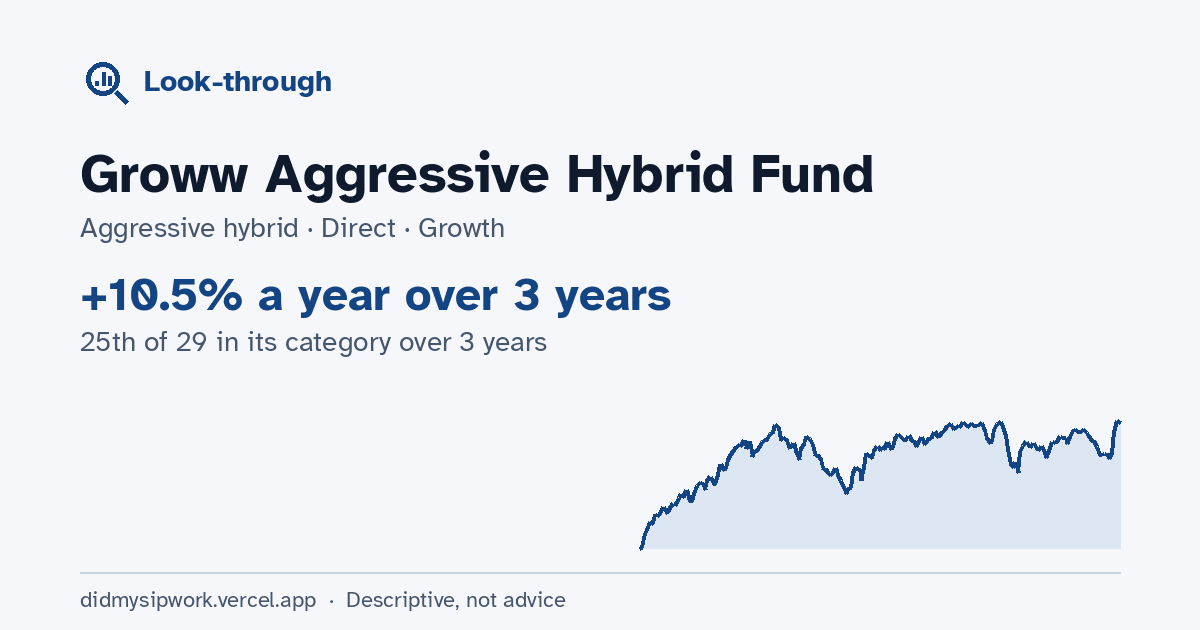 Look-through
Groww Aggressive Hybrid Fund
Aggressive hybrid · Direct · Growth
+10.5% a year over 3 years
25th of 29 in its category over 3 years
didmysipwork.vercel.app · Descriptive, not advice